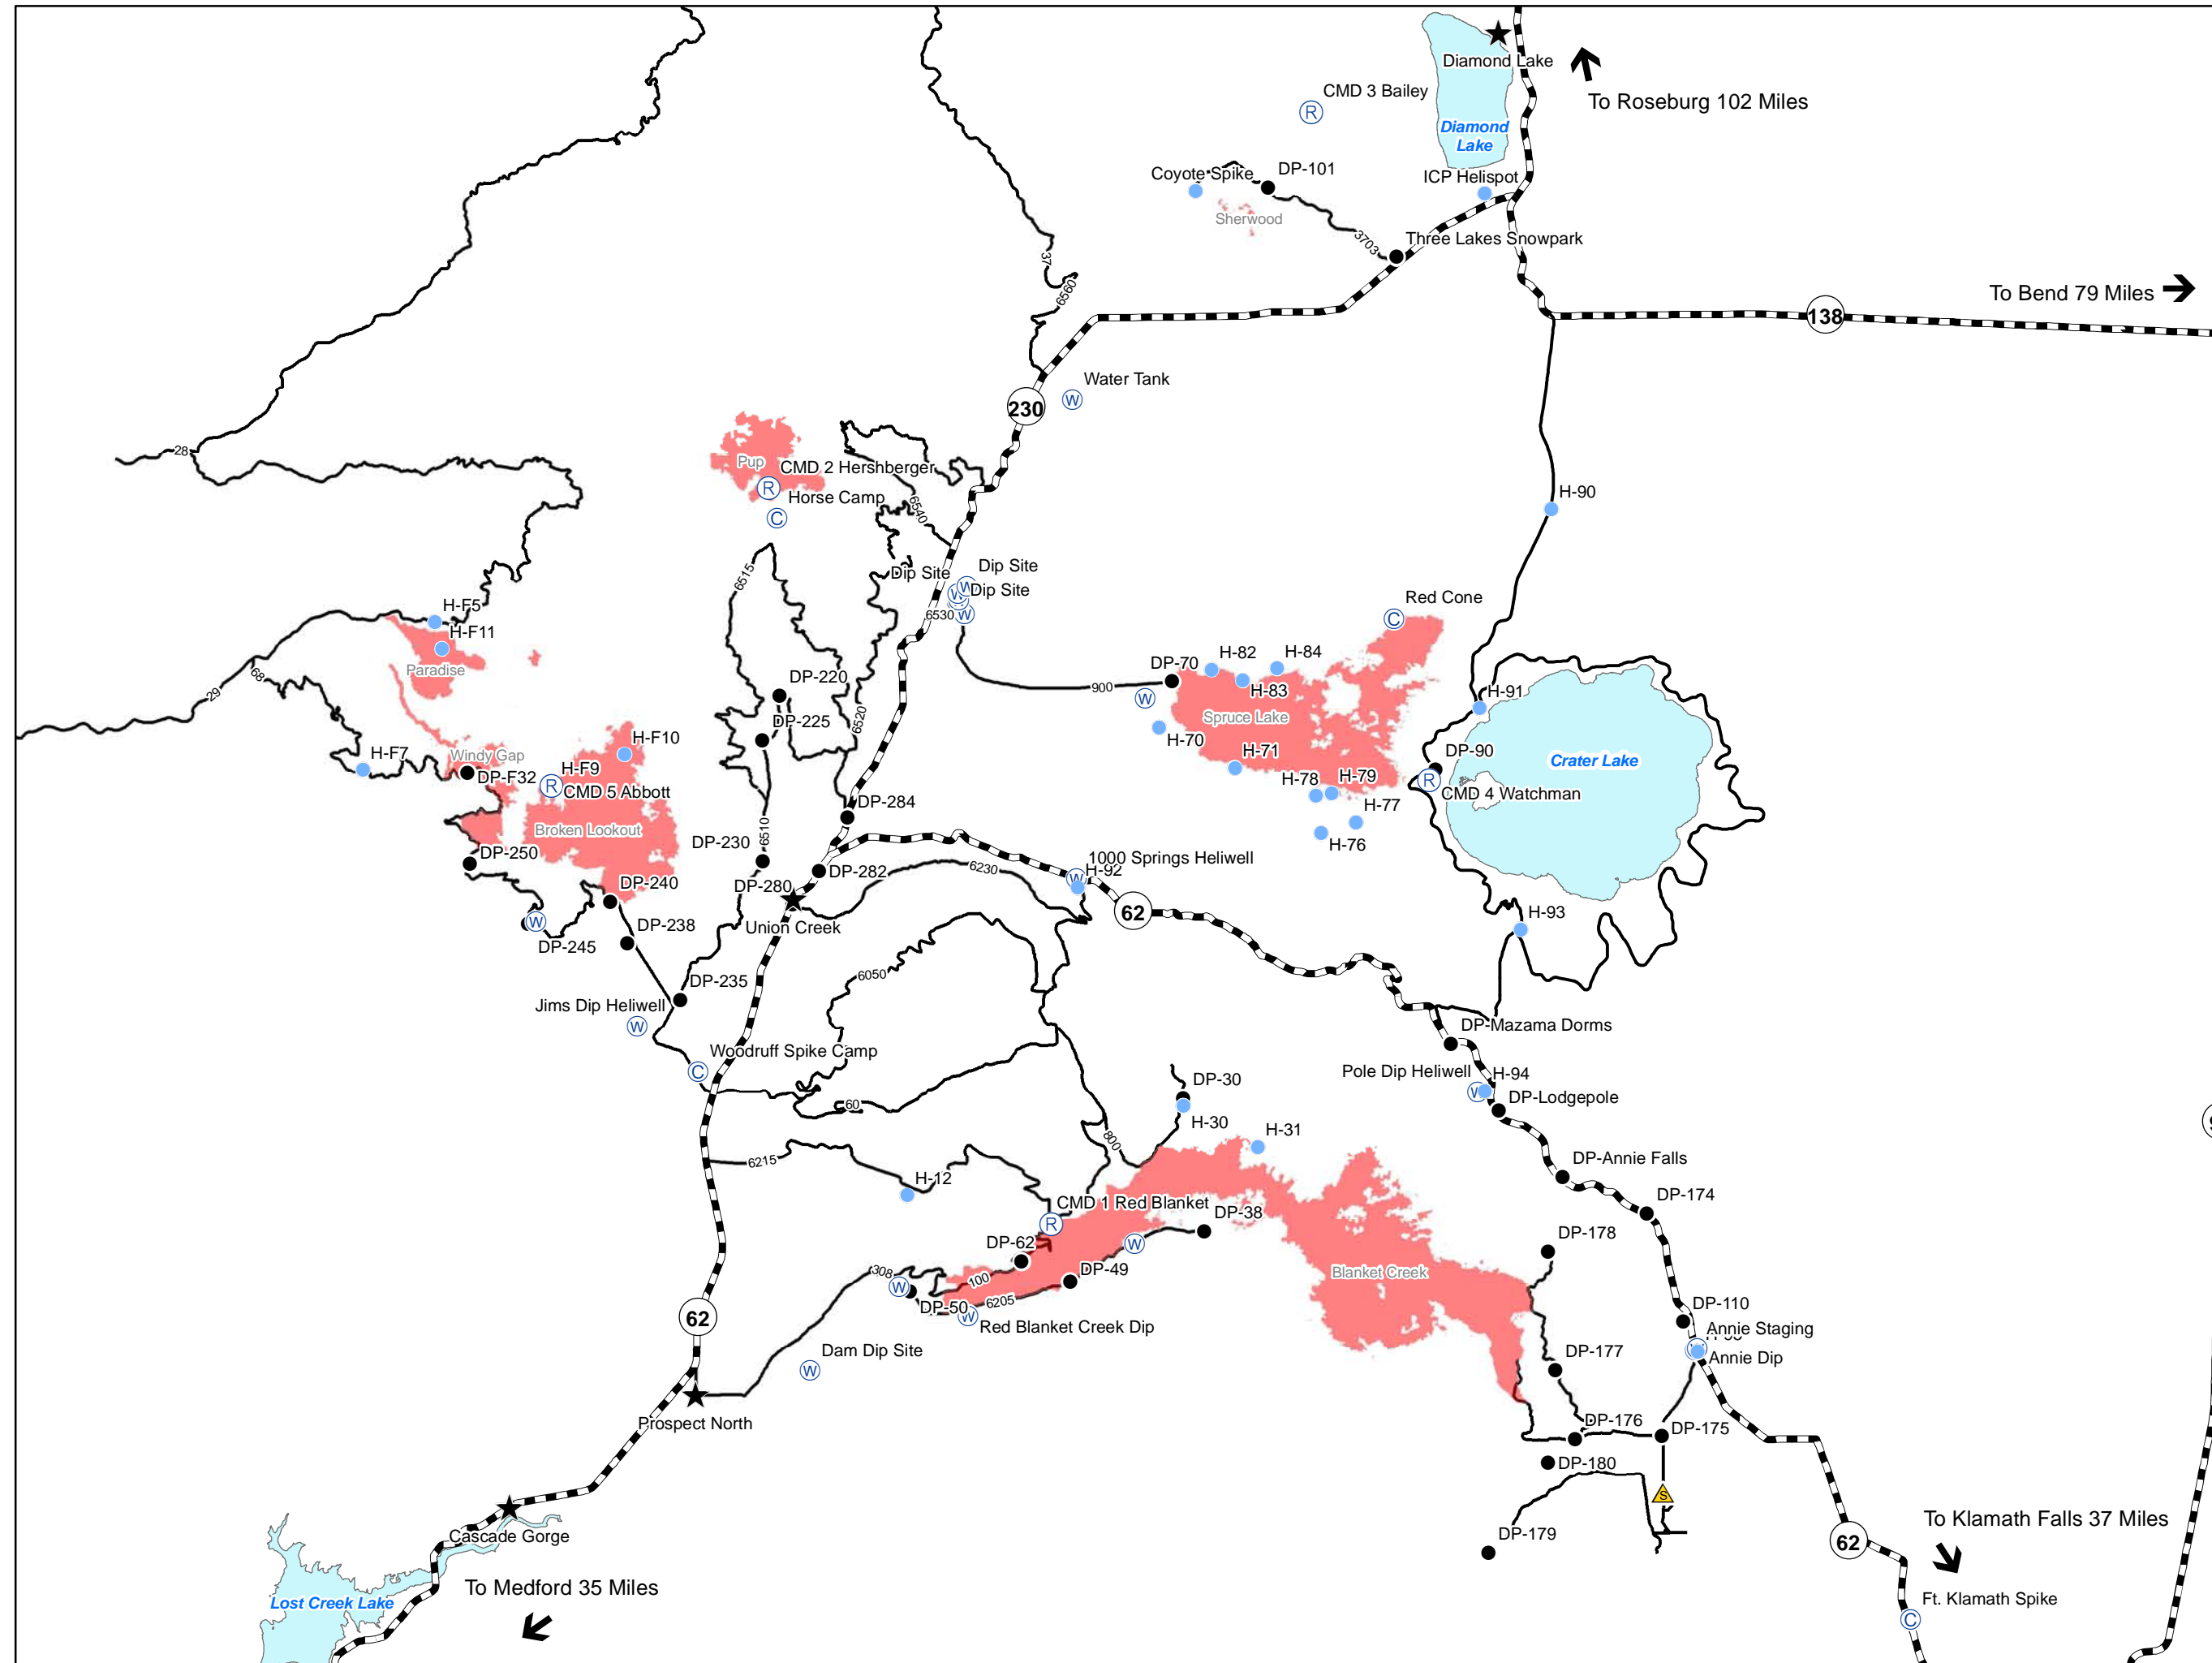 Diamond Lake
To Roseburg 102 Miles
CMD 3 Bailey
R
Diamond
Lake
Coyote Spike
DP-101
ICP Helispot
Sherwood
3703
Three Lakes Snowpark
37
6560
To Bend 79 Miles
138
Water Tank
W
230
28
Pup
CMD 2 Hershberger
R
Horse Camp
C
6540
H-90
6515
Dip Site
Dip Site
W
W
Dip Site
6530
W
Red Cone
C
H-F5
H-F11
Paradise
68
29
DP-70
H-82
H-84
H-83
900
W
Spruce Lake
H-91
DP-220
DP-225
6520
H-70
H-71
H-F10
H-F7
Windy Gap
DP-F32
H-F9
R
CMD 5 Abbott
H-78
H-79
H-77
H-76
DP-90
R
CMD 4 Watchman
Crater Lake
DP-284
Broken Lookout
6510
DP-230
DP-250
DP-282
6230
1000 Springs Heliwell
W
H-92
DP-240
DP-280
62
Union Creek
W
DP-245
DP-238
H-93
DP-235
6050
Jims Dip Heliwell
W
DP-Mazama Dorms
Woodruff Spike Camp
C
60
DP-30
H-30
Pole Dip Heliwell
W
H-94
DP-Lodgepole
800
H-31
6215
H-12
DP-Annie Falls
DP-174
CMD 1 Red Blanket
R
DP-38
DP-62
W
DP-178
308
100
DP-49
Blanket Creek
W
DP-50
6205
W
Red Blanket Creek Dip
DP-110
Annie Staging
Annie Dip
62
Dam Dip Site
W
DP-177
Prospect North
DP-176
DP-175
DP-180
S
Cascade Gorge
DP-179
62
To Klamath Falls 37 Miles
To Medford 35 Miles
Lost Creek Lake
Ft. Klamath Spike
C